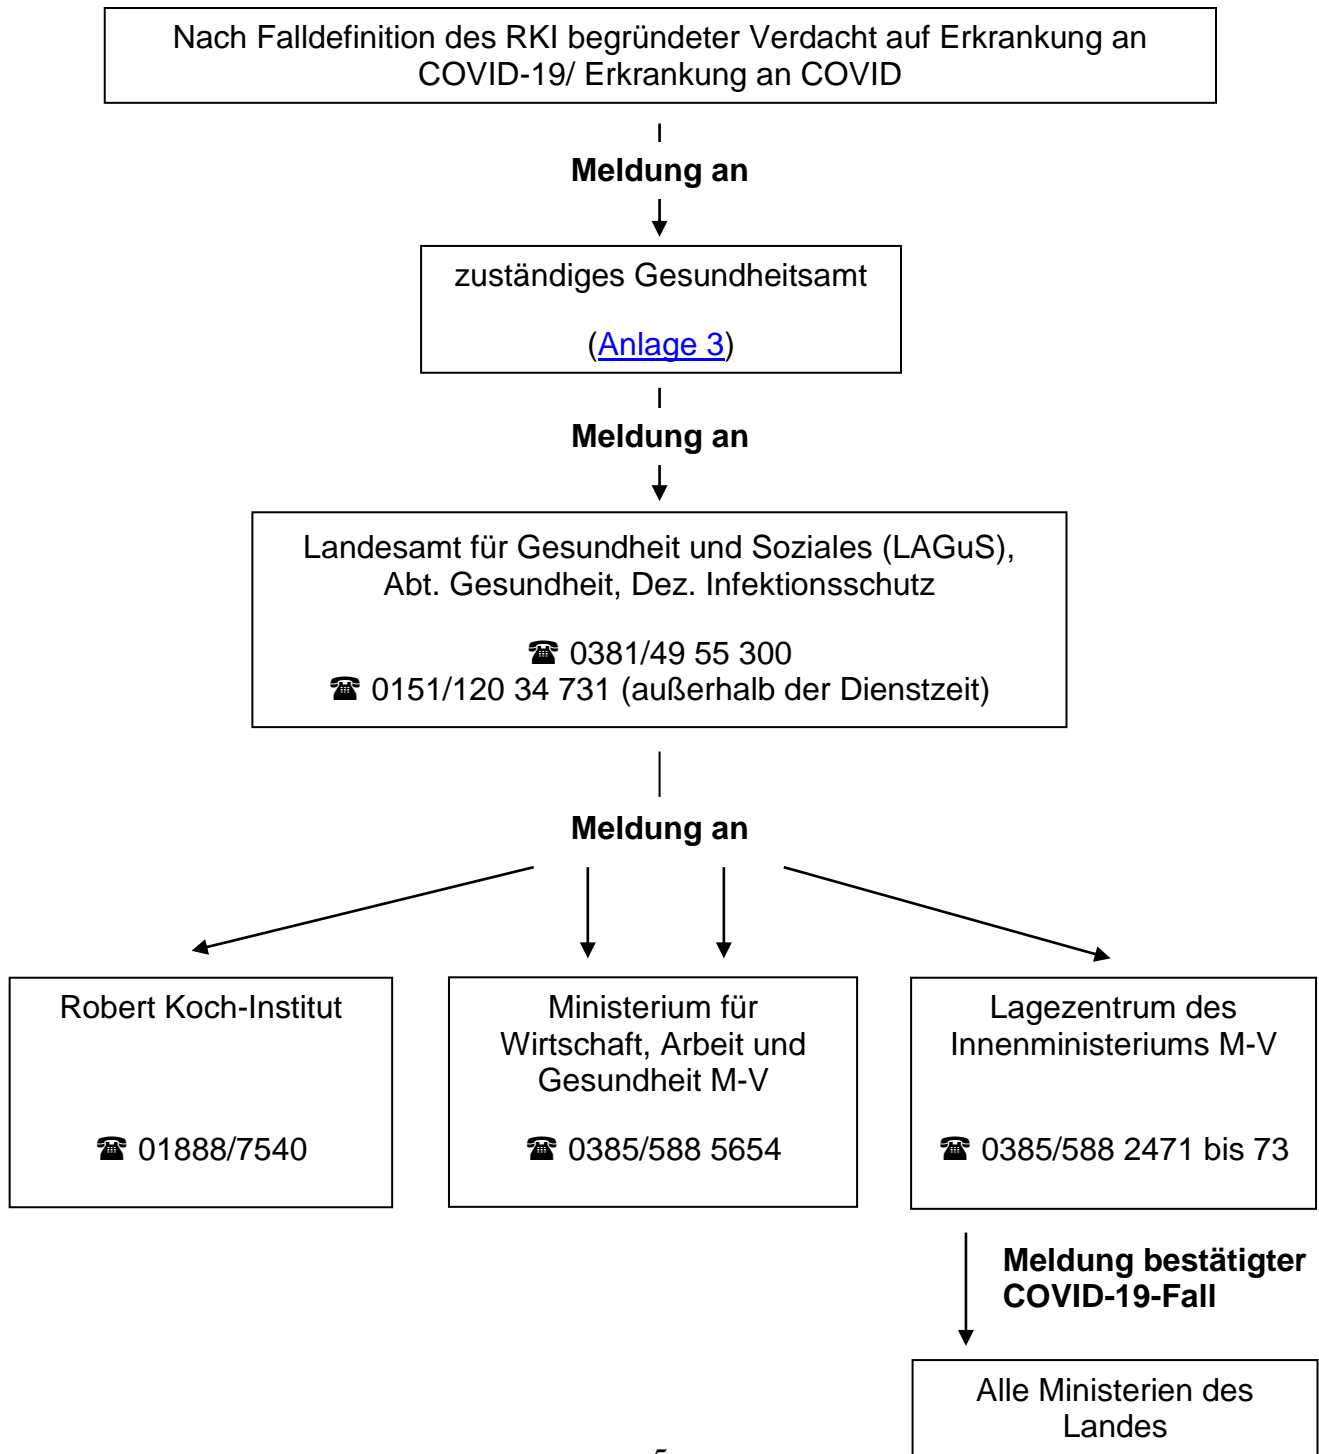 Nach Falldefinition des RKI begründeter Verdacht auf Erkrankung an
COVID-19/ Erkrankung an COVID
Meldung an
zuständiges Gesundheitsamt
(Anlage 3)
Meldung an
Landesamt für Gesundheit und Soziales (LAGuS),
Abt. Gesundheit, Dez. Infektionsschutz
☎ 0381/49 55 300
☎ 0151/120 34 731 (außerhalb der Dienstzeit)
Meldung an
Robert Koch-Institut
☎ 01888/7540
Ministerium für
Wirtschaft, Arbeit und
Gesundheit M-V
☎ 0385/588 5654
Lagezentrum des
Innenministeriums M-V
☎ 0385/588 2471 bis 73
Meldung bestätigter
COVID-19-Fall
Alle Ministerien des
Landes